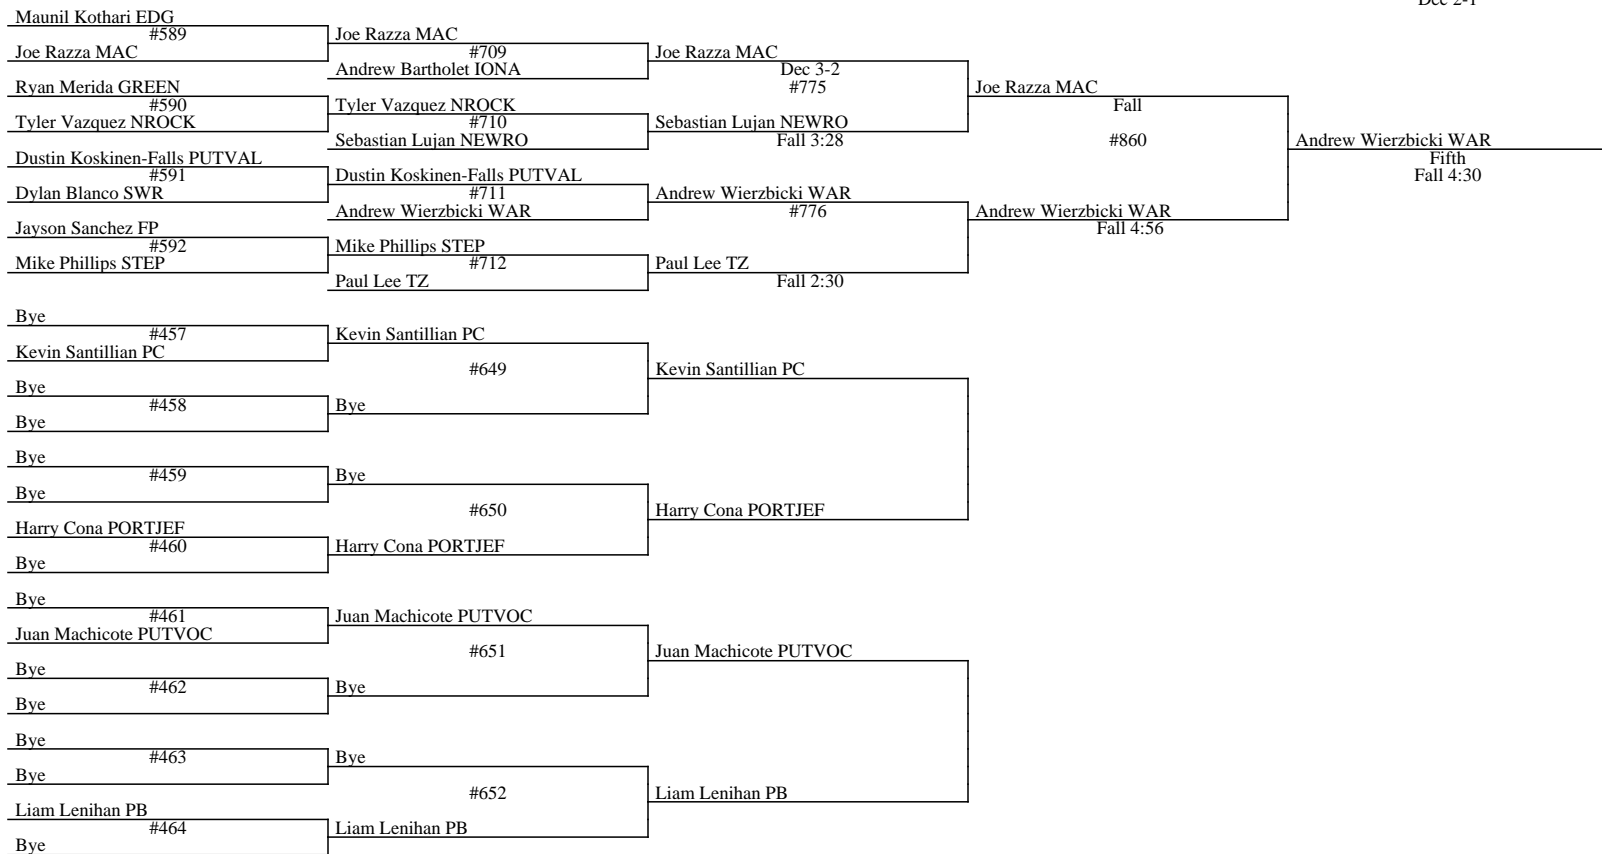 Dec 2-1
Maunil Kothari EDG
#589
Joe Razza MAC
Joe Razza MAC
#709
Andrew Bartholet IONA
Joe Razza MAC
Dec 3-2
#775
Ryan Merida GREEN
#590
Tyler Vazquez NROCK
Tyler Vazquez NROCK
#710
Sebastian Lujan NEWRO
Sebastian Lujan NEWRO
Fall 3:28
Joe Razza MAC
Fall
#860
Andrew Wierzbicki WAR
Fifth
Fall 4:30
Dustin Koskinen-Falls PUTVAL
#591
Dylan Blanco SWR
Dustin Koskinen-Falls PUTVAL
#711
Andrew Wierzbicki WAR
Andrew Wierzbicki WAR
#776
Andrew Wierzbicki WAR
Fall 4:56
Jayson Sanchez FP
#592
Mike Phillips STEP
Mike Phillips STEP
#712
Paul Lee TZ
Paul Lee TZ
Fall 2:30
Bye
#457
Kevin Santillian PC
Kevin Santillian PC
#649
Kevin Santillian PC
Bye
#458
Bye
Bye
Bye
#459
Bye
Bye
#650
Harry Cona PORTJEF
Harry Cona PORTJEF
#460
Bye
Harry Cona PORTJEF
Bye
#461
Juan Machicote PUTVOC
Juan Machicote PUTVOC
#651
Juan Machicote PUTVOC
Bye
#462
Bye
Bye
Bye
#463
Bye
Bye
#652
Liam Lenihan PB
Liam Lenihan PB
#464
Bye
Liam Lenihan PB